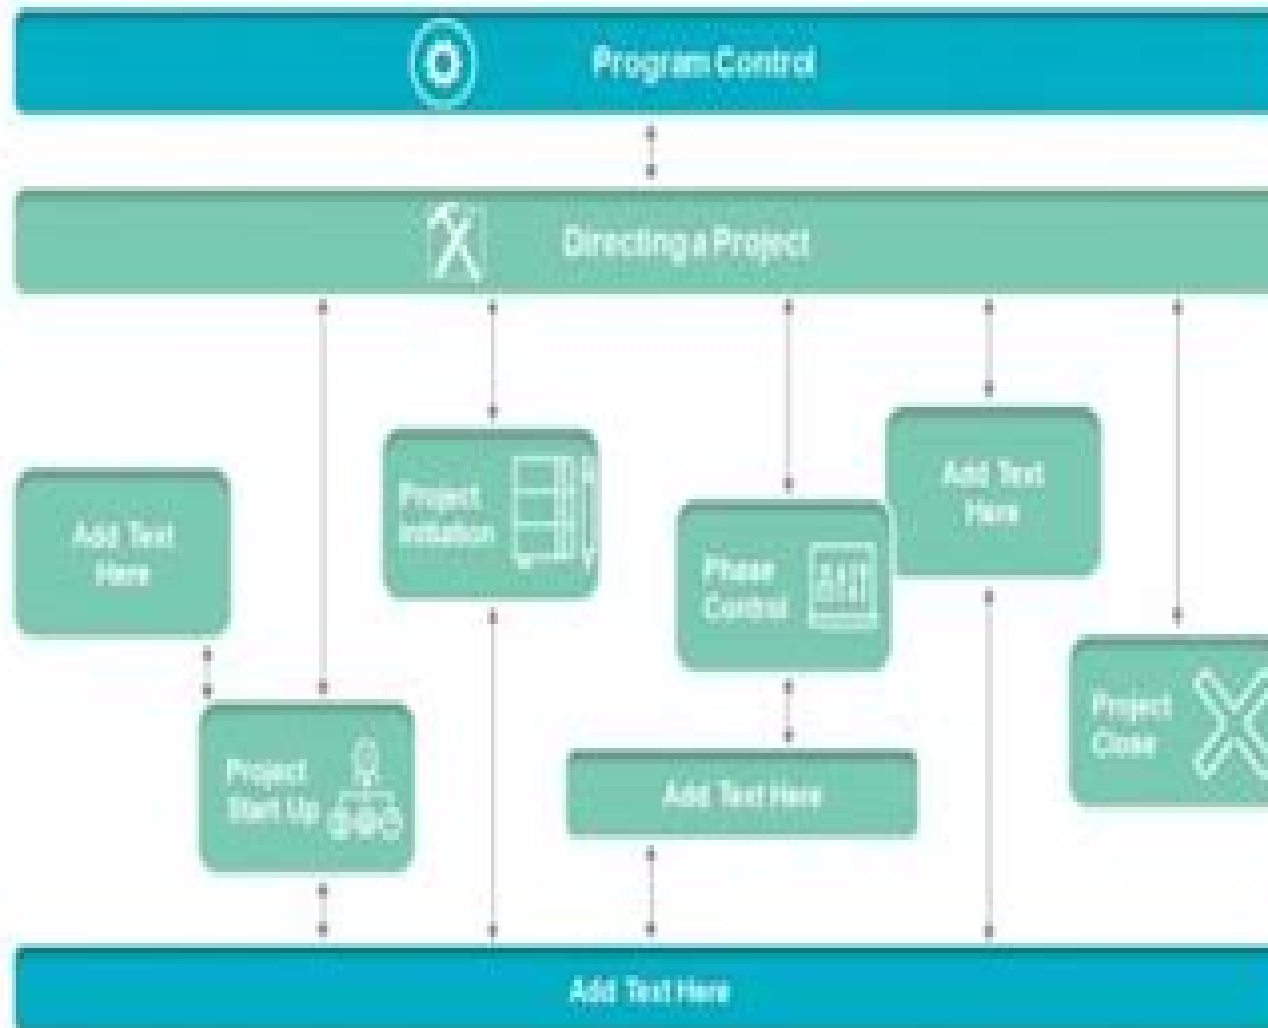 Program Control
Directing a Project
Add Text
Here
Project
Initiation
Phase
Control
Add Text
Here
Project
Start Up
Add Text Here
Project
Close
Add Text Here